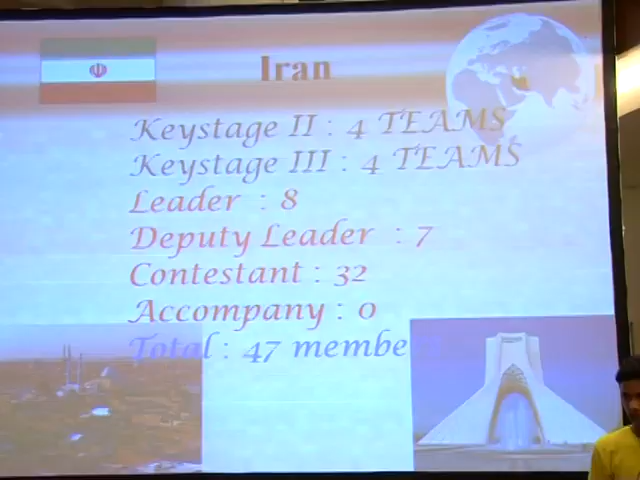 Iran
Keystage II : 4 TEAMS
Keystage III : 4 TEAMS
Leader : 8
Deputy Leader : 7
Contestant : 32
Accompany : 0
Total : 47 membe